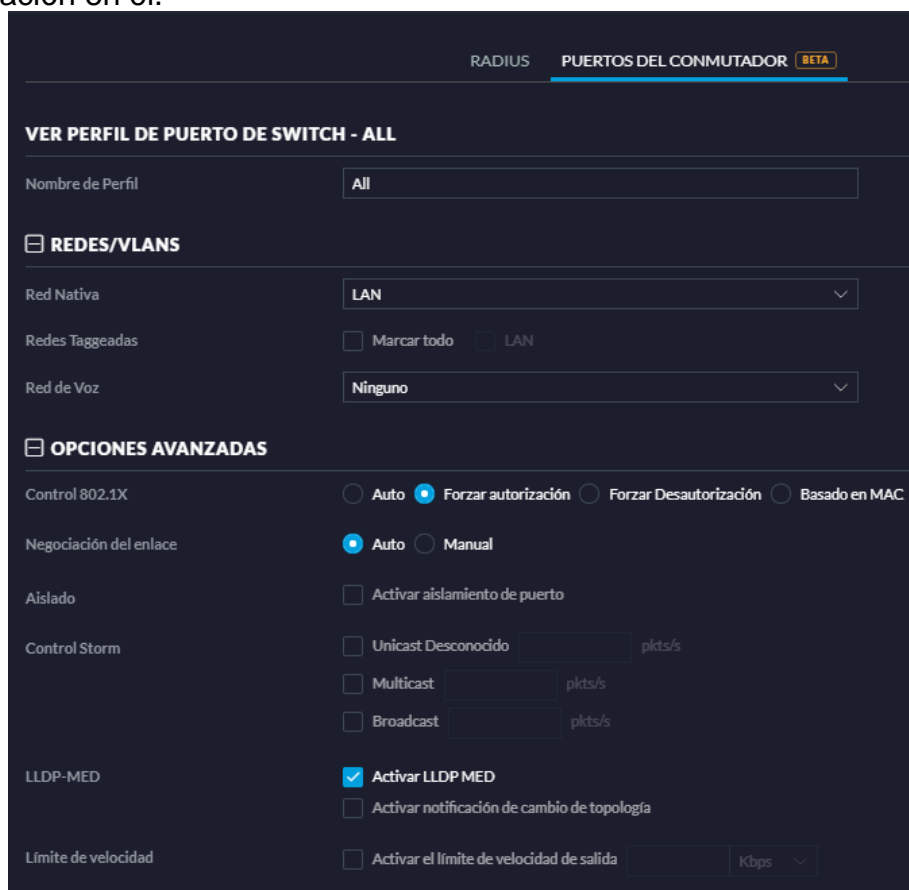 ación en él.
RADIUS PUERTOS DEL CONMUTADOR BETA
VER PERFIL DE PUERTO DE SWITCH - ALL
Nombre de Perfil All
REDES/VLANS
Red Nativa LAN
Redes Taggeadas Marcar todo LAN
Red de Voz Ninguno
OPCIONES AVANZADAS
Control 802.1X Auto Forzar autorización Forzar Desautorización Basado en MAC
Negociación del enlace Auto Manual
Aislado Activar aislamiento de puerto
Control Storm Unicast Desconocido pkts/s
Multicast pkts/s
Broadcast pkts/s
LLDP-MED Activar LLDP MED
Activar notificación de cambio de topología
Límite de velocidad Activar el límite de velocidad de salida Kbps